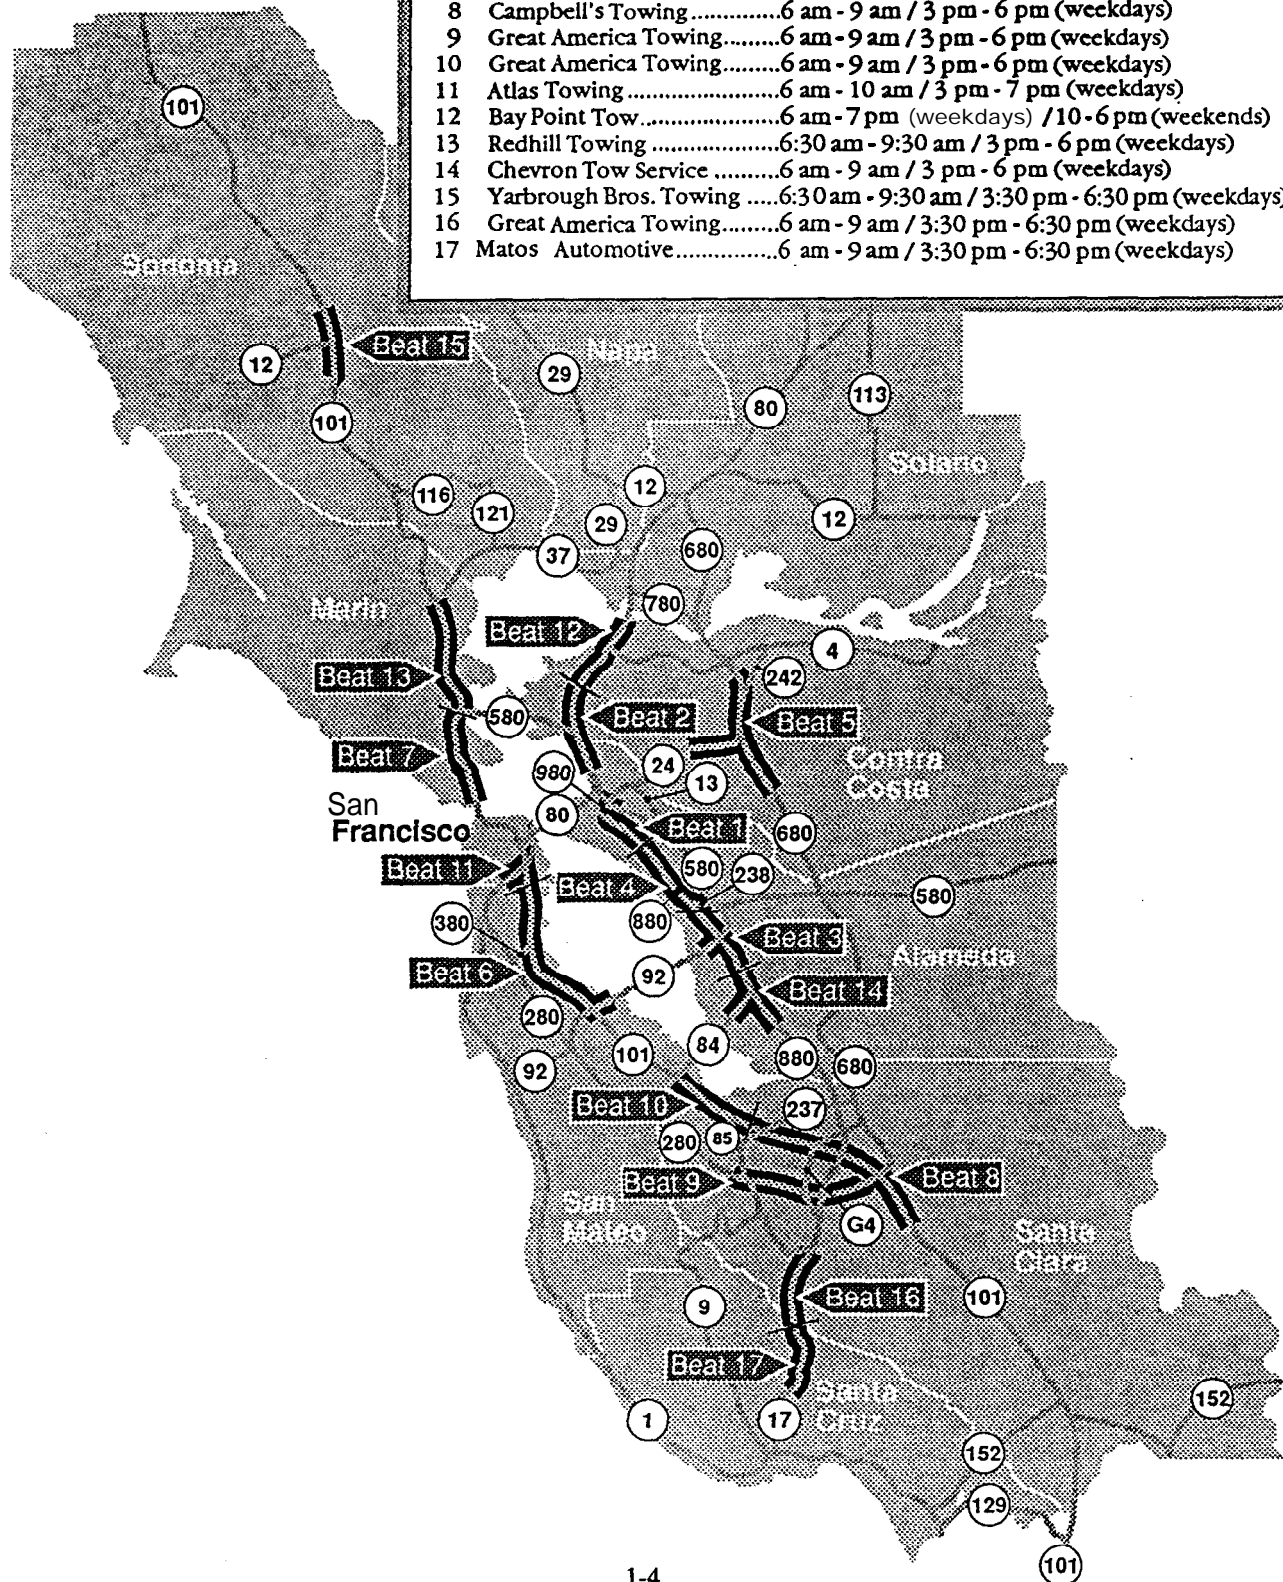 8 Campbell's Towing..............6 am - 9 am / 3 pm - 6 pm (weekdays)
9 Great America Towing.........6 am - 9 am / 3 pm - 6 pm (weekdays)
10 Great America Towing.........6 am - 9 am / 3 pm - 6 pm (weekdays)
11 Atlas Towing........................6 am - 10 am / 3 pm - 7 pm (weekdays)
12 Bay Point Tow......................6 am - 7 pm (weekdays) / 10 - 6 pm (weekends)
13 Redhill Towing ....................6:30 am - 9:30 am / 3 pm - 6 pm (weekdays)
14 Chevron Tow Service ..........6 am - 9 am / 3 pm - 6 pm (weekdays)
15 Yarbrough Bros. Towing .....6:30 am - 9:30 am / 3:30 pm - 6:30 pm (weekdays)
16 Great America Towing.........6 am - 9 am / 3:30 pm - 6:30 pm (weekdays)
17 Matos Automotive................6 am - 9 am / 3:30 pm - 6:30 pm (weekdays)
101
Sonoma
Beat 15
Napa
12
29
113
80
101
Solano
12
116
121
29
12
37
680
Marin
780
Beat 12
4
Beat 13
242
580
Beat 2
Beat 5
Beat 7
Contra
Costa
24
980
13
San
Francisco
80
Beat 1
680
Beat 11
580
238
Beat 4
580
380
880
Beat 3
Alameda
Beat 6
92
Beat 14
280
84
101
880
680
92
Beat 10
237
280
85
Beat 9
Beat 8
San
Mateo
G4
Santa
Clara
9
Beat 16
101
Beat 17
Santa
Cruz
152
1
17
152
129
101
1-4